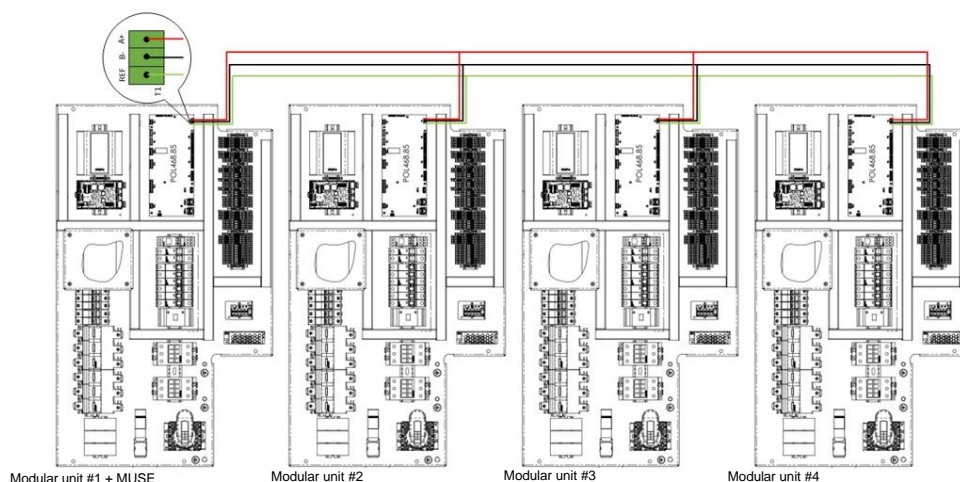 A+
B-
REF
T1
POL468.85
POL468.85
POL468.85
POL468.85
Modular unit #1 + MUSE
Modular unit #2
Modular unit #3
Modular unit #4